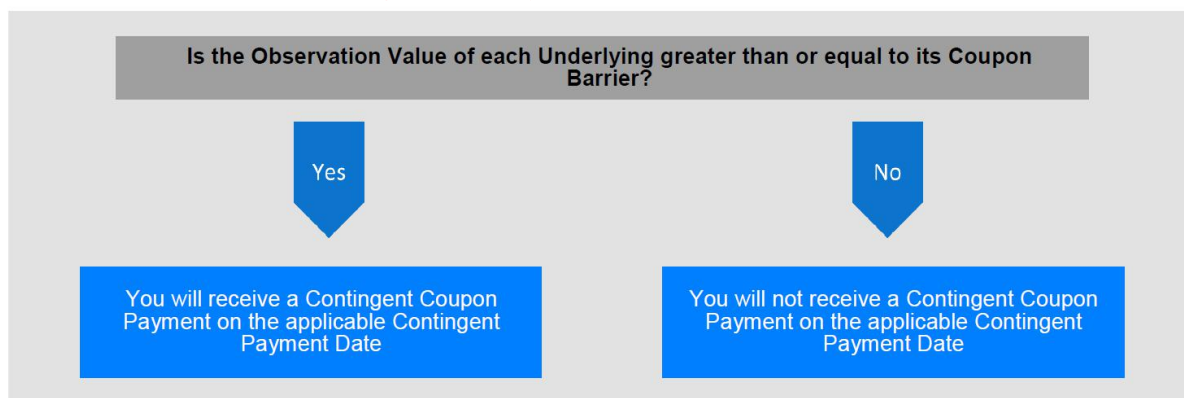 Is the Observation Value of each Underlying greater than or equal to its Coupon
Barrier?
Yes
No
You will receive a Contingent Coupon
Payment on the applicable Contingent
Payment Date
You will not receive a Contingent Coupon
Payment on the applicable Contingent
Payment Date